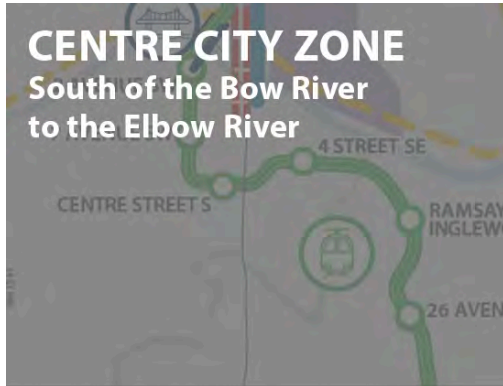 CENTRE CITY ZONE
South of the Bow River
to the Elbow River
4 STREET SE
CENTRE STREET S
RAMSAY
INGLEW
26 AVEN